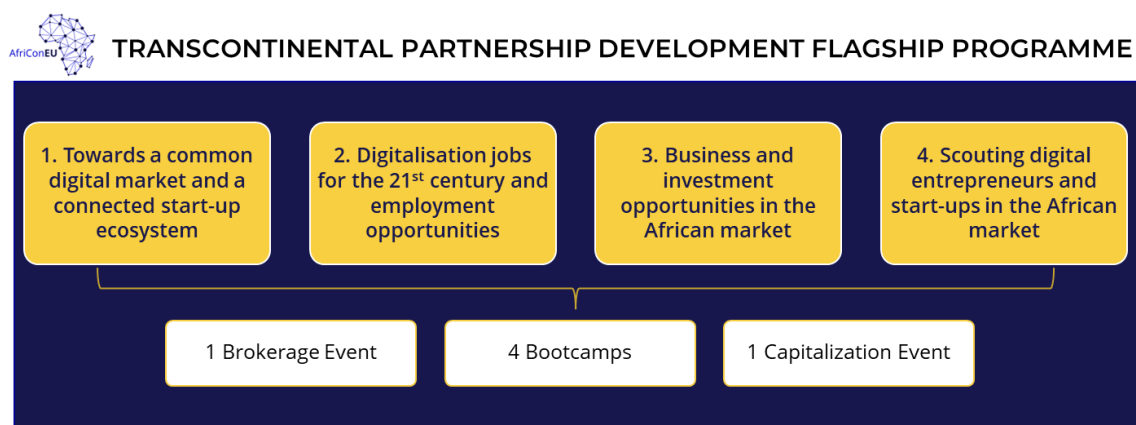 AfriConEU
TRANSCONTINENTAL PARTNERSHIP DEVELOPMENT FLAGSHIP PROGRAMME
1. Towards a common
digital market and a
connected start-up
ecosystem
2. Digitalisation jobs
for the 21st century and
employment
opportunities
3. Business and
investment
opportunities in the
African market
4. Scouting digital
entrepreneurs and
start-ups in the African
market
1 Brokerage Event
4 Bootcamps
1 Capitalization Event